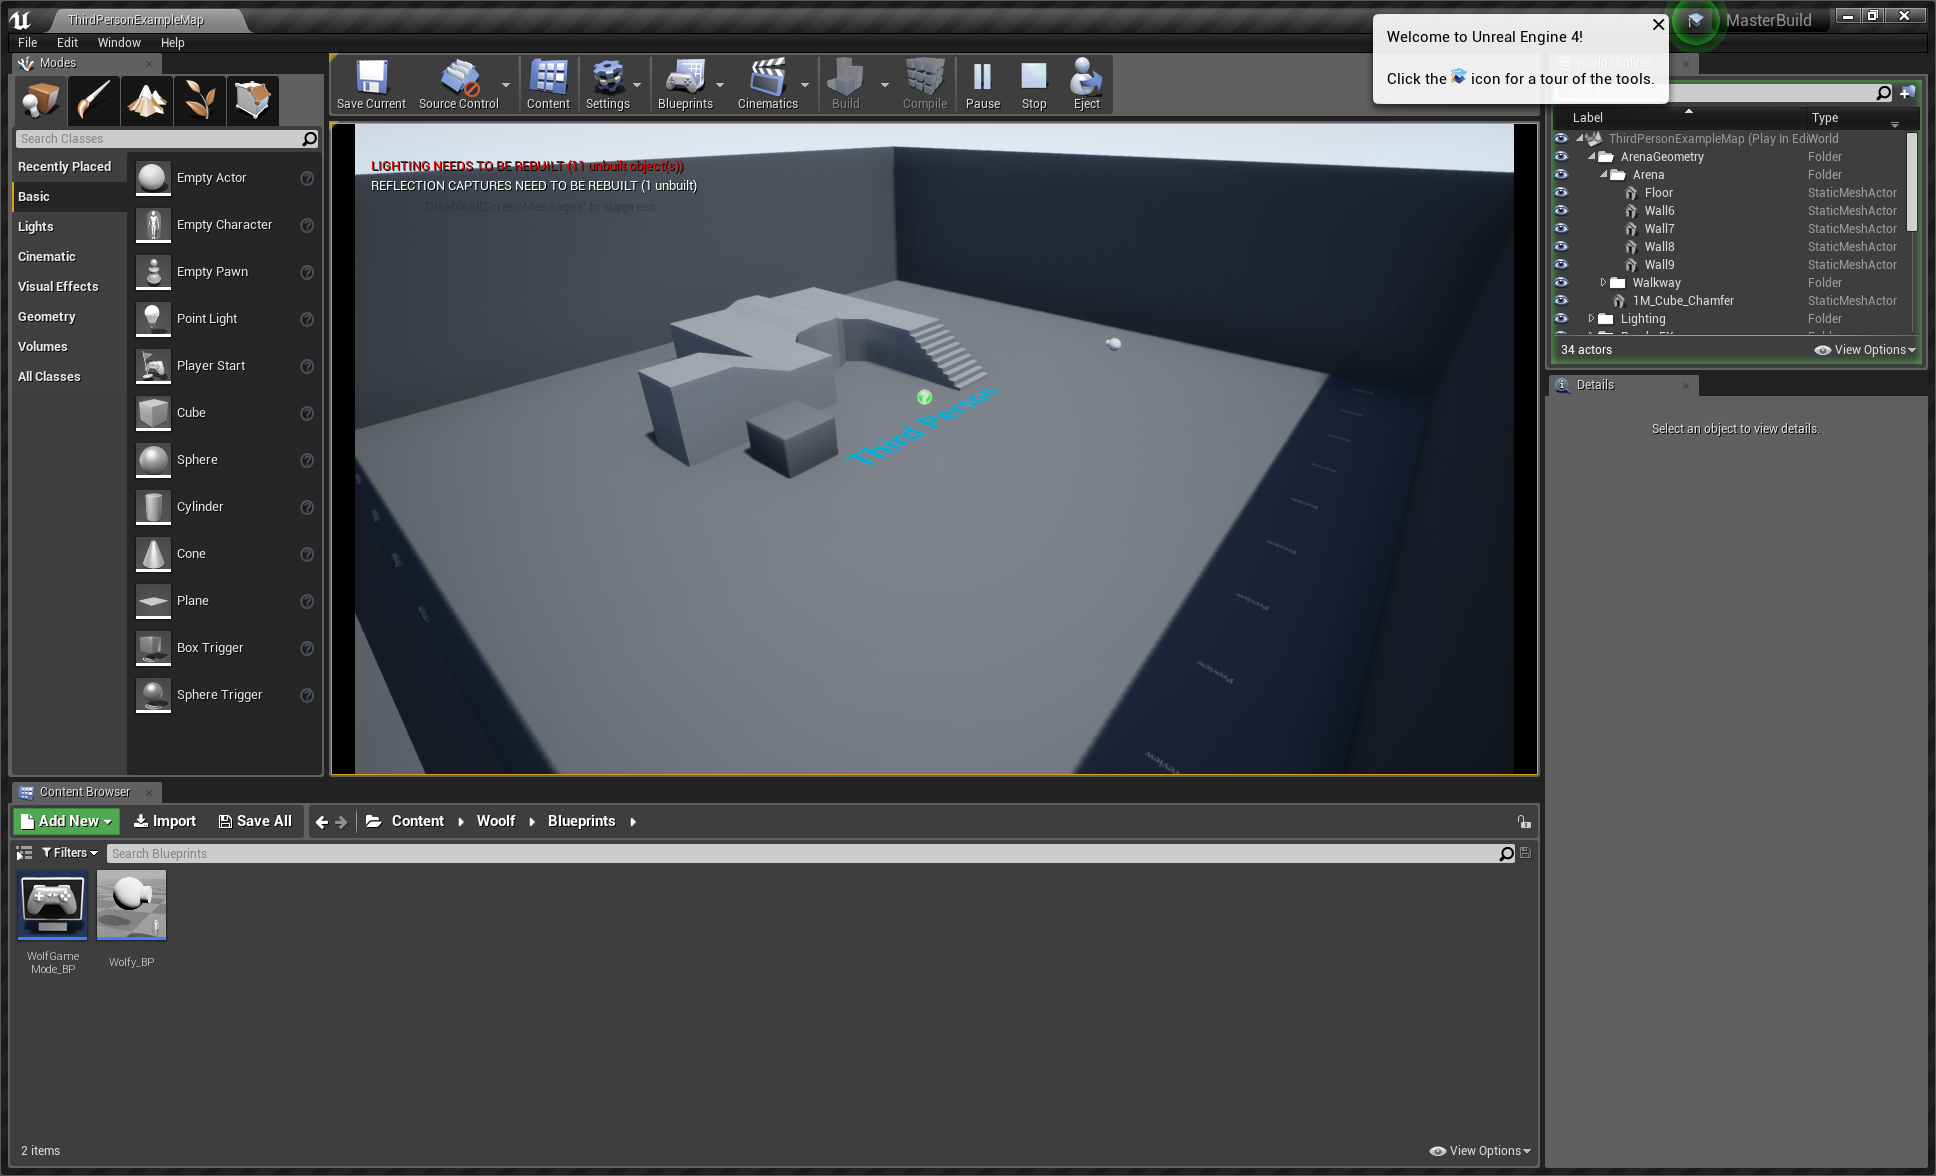 ThirdPersonExampleMap
MasterBuild
File Edit Window Help
Welcome to Unreal Engine 4!
Click the icon for a tour of the tools.
Modes
World Outliner
Save Current
Source Control
Content
Settings
Blueprints
Cinematics
Build
Compile
Pause
Stop
Eject
Search Classes
Recently Placed
Basic
Lights
Cinematic
Visual Effects
Geometry
Volumes
All Classes
Empty Actor
Empty Character
Empty Pawn
Point Light
Player Start
Cube
Sphere
Cylinder
Cone
Plane
Box Trigger
Sphere Trigger
LIGHTING NEEDS TO BE REBUILT (11 unbuilt object(s))
REFLECTION CAPTURES NEED TO BE REBUILT (1 unbuilt)
'DisableAllScreenMessages' to suppress
Third Person
Preview
Preview
Preview
Preview
Label Type
ThirdPersonExampleMap (Play In Edi World
ArenaGeometry Folder
Arena Folder
Floor StaticMeshActor
Wall6 StaticMeshActor
Wall7 StaticMeshActor
Wall8 StaticMeshActor
Wall9 StaticMeshActor
Walkway Folder
1M_Cube_Chamfer StaticMeshActor
Lighting Folder
34 actors View Options
Details
Select an object to view details.
Content Browser
Add New Import Save All Content Woolf Blueprints
Filters Search Blueprints
WolfGame
Mode_BP
Wolfy_BP
2 items View Options